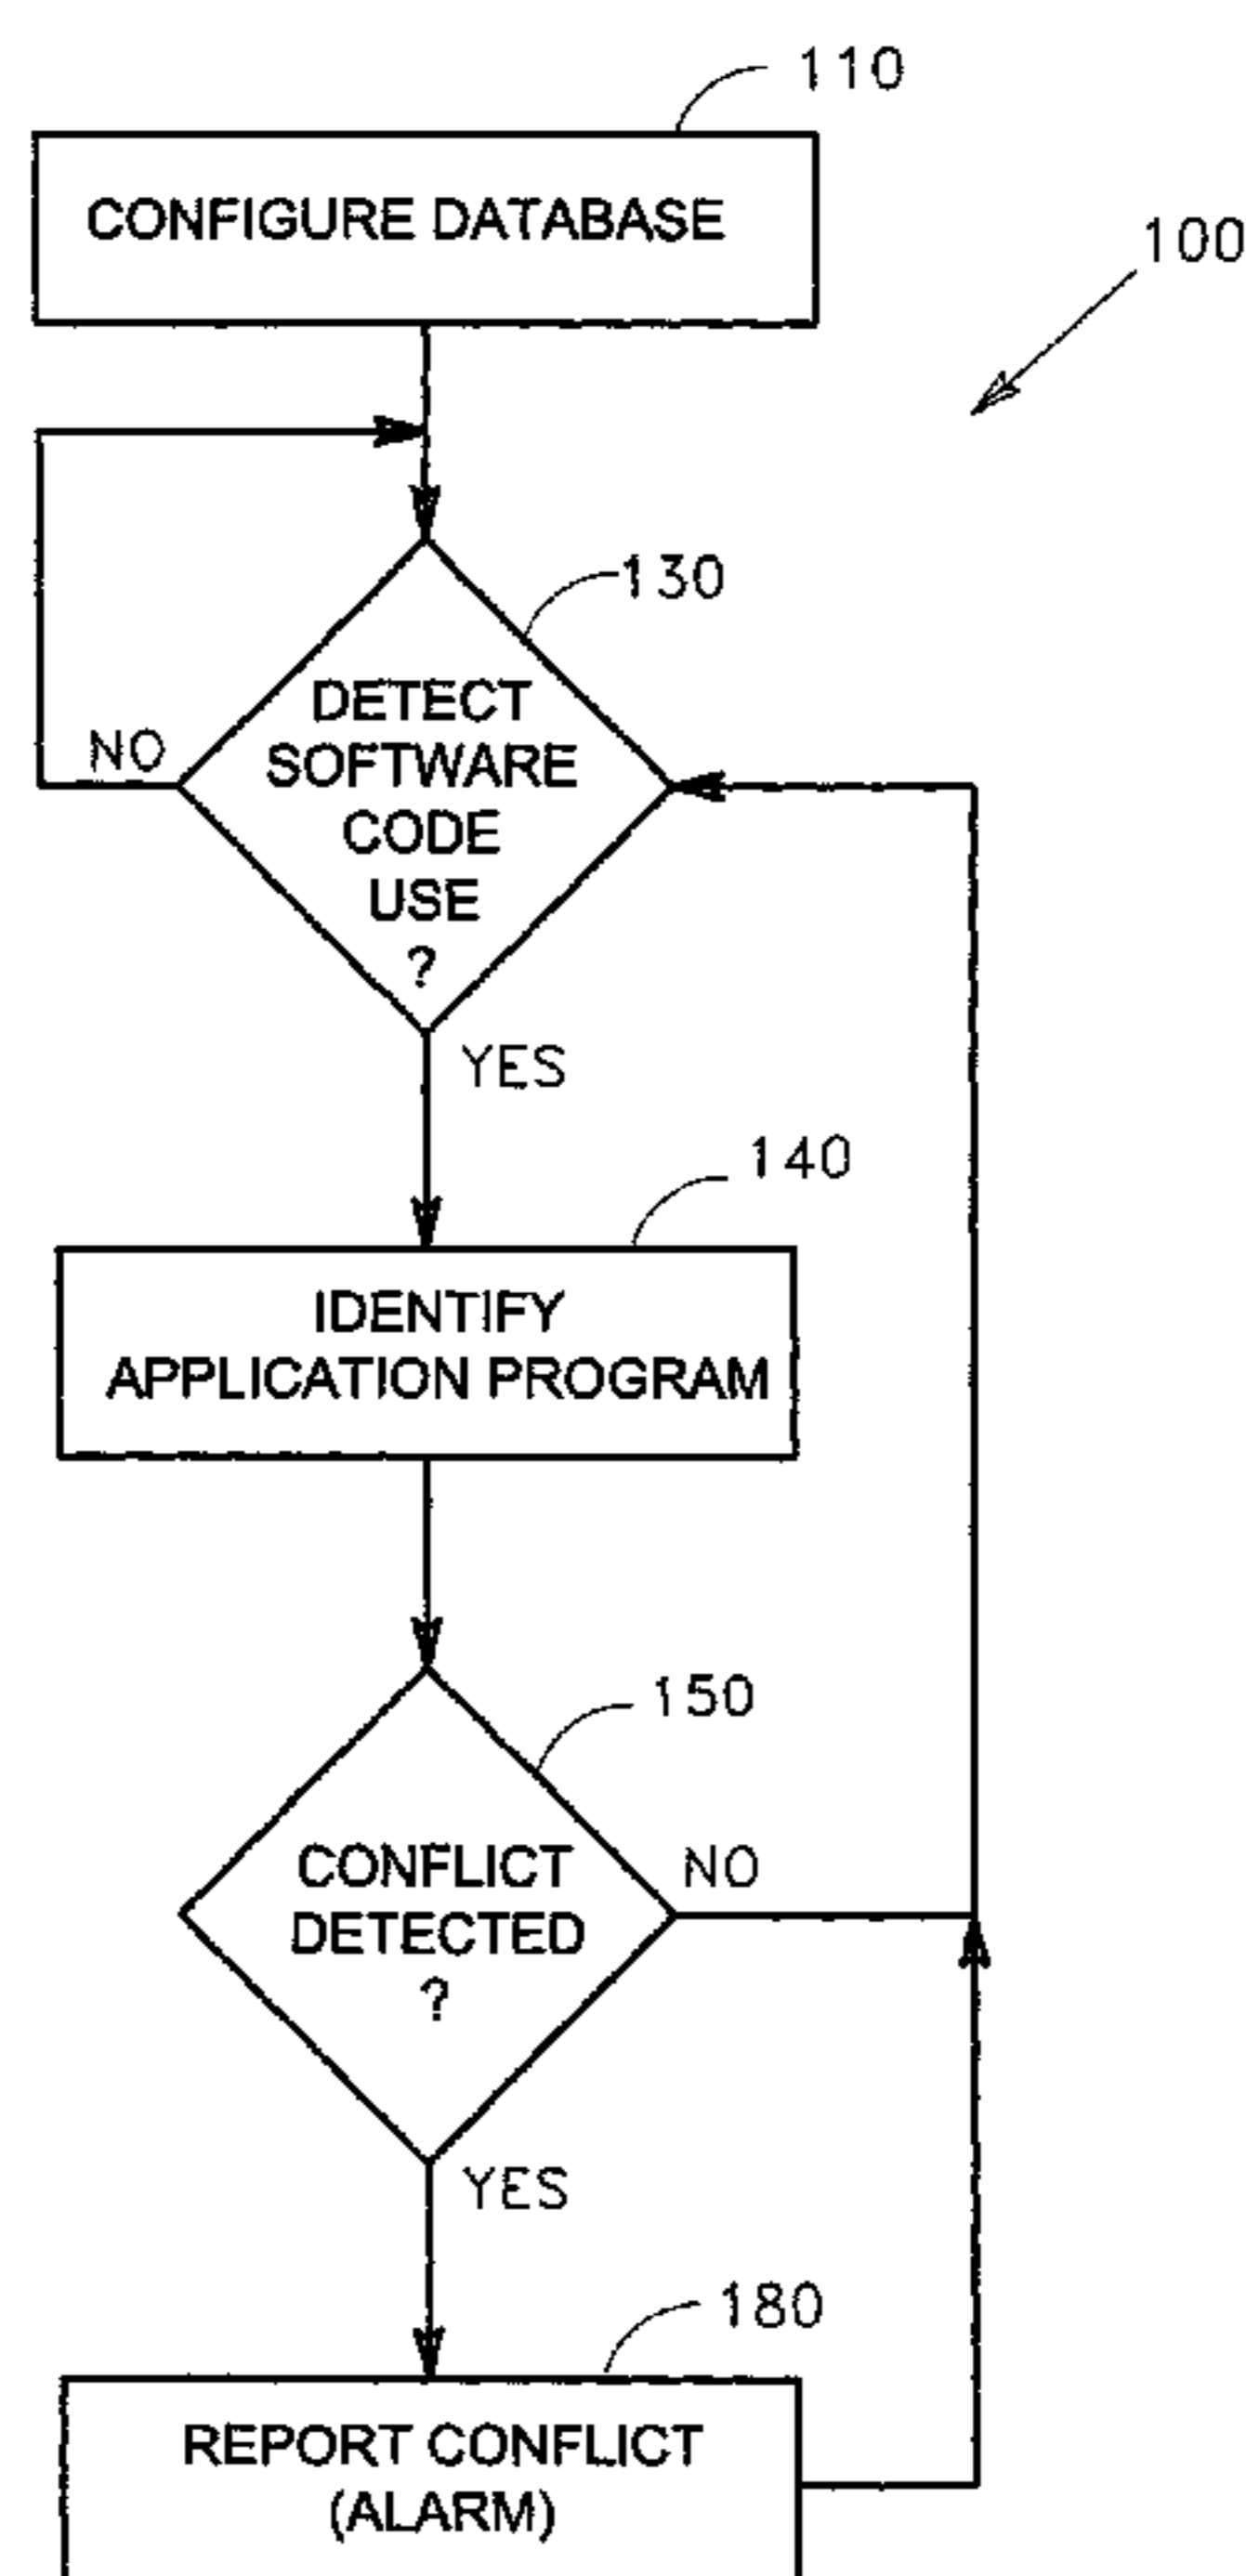 110
CONFIGURE DATABASE
100
130
DETECT
SOFTWARE
CODE
USE
?
NO
YES
140
IDENTIFY
APPLICATION PROGRAM
150
CONFLICT
DETECTED
?
NO
YES
180
REPORT CONFLICT
(ALARM)